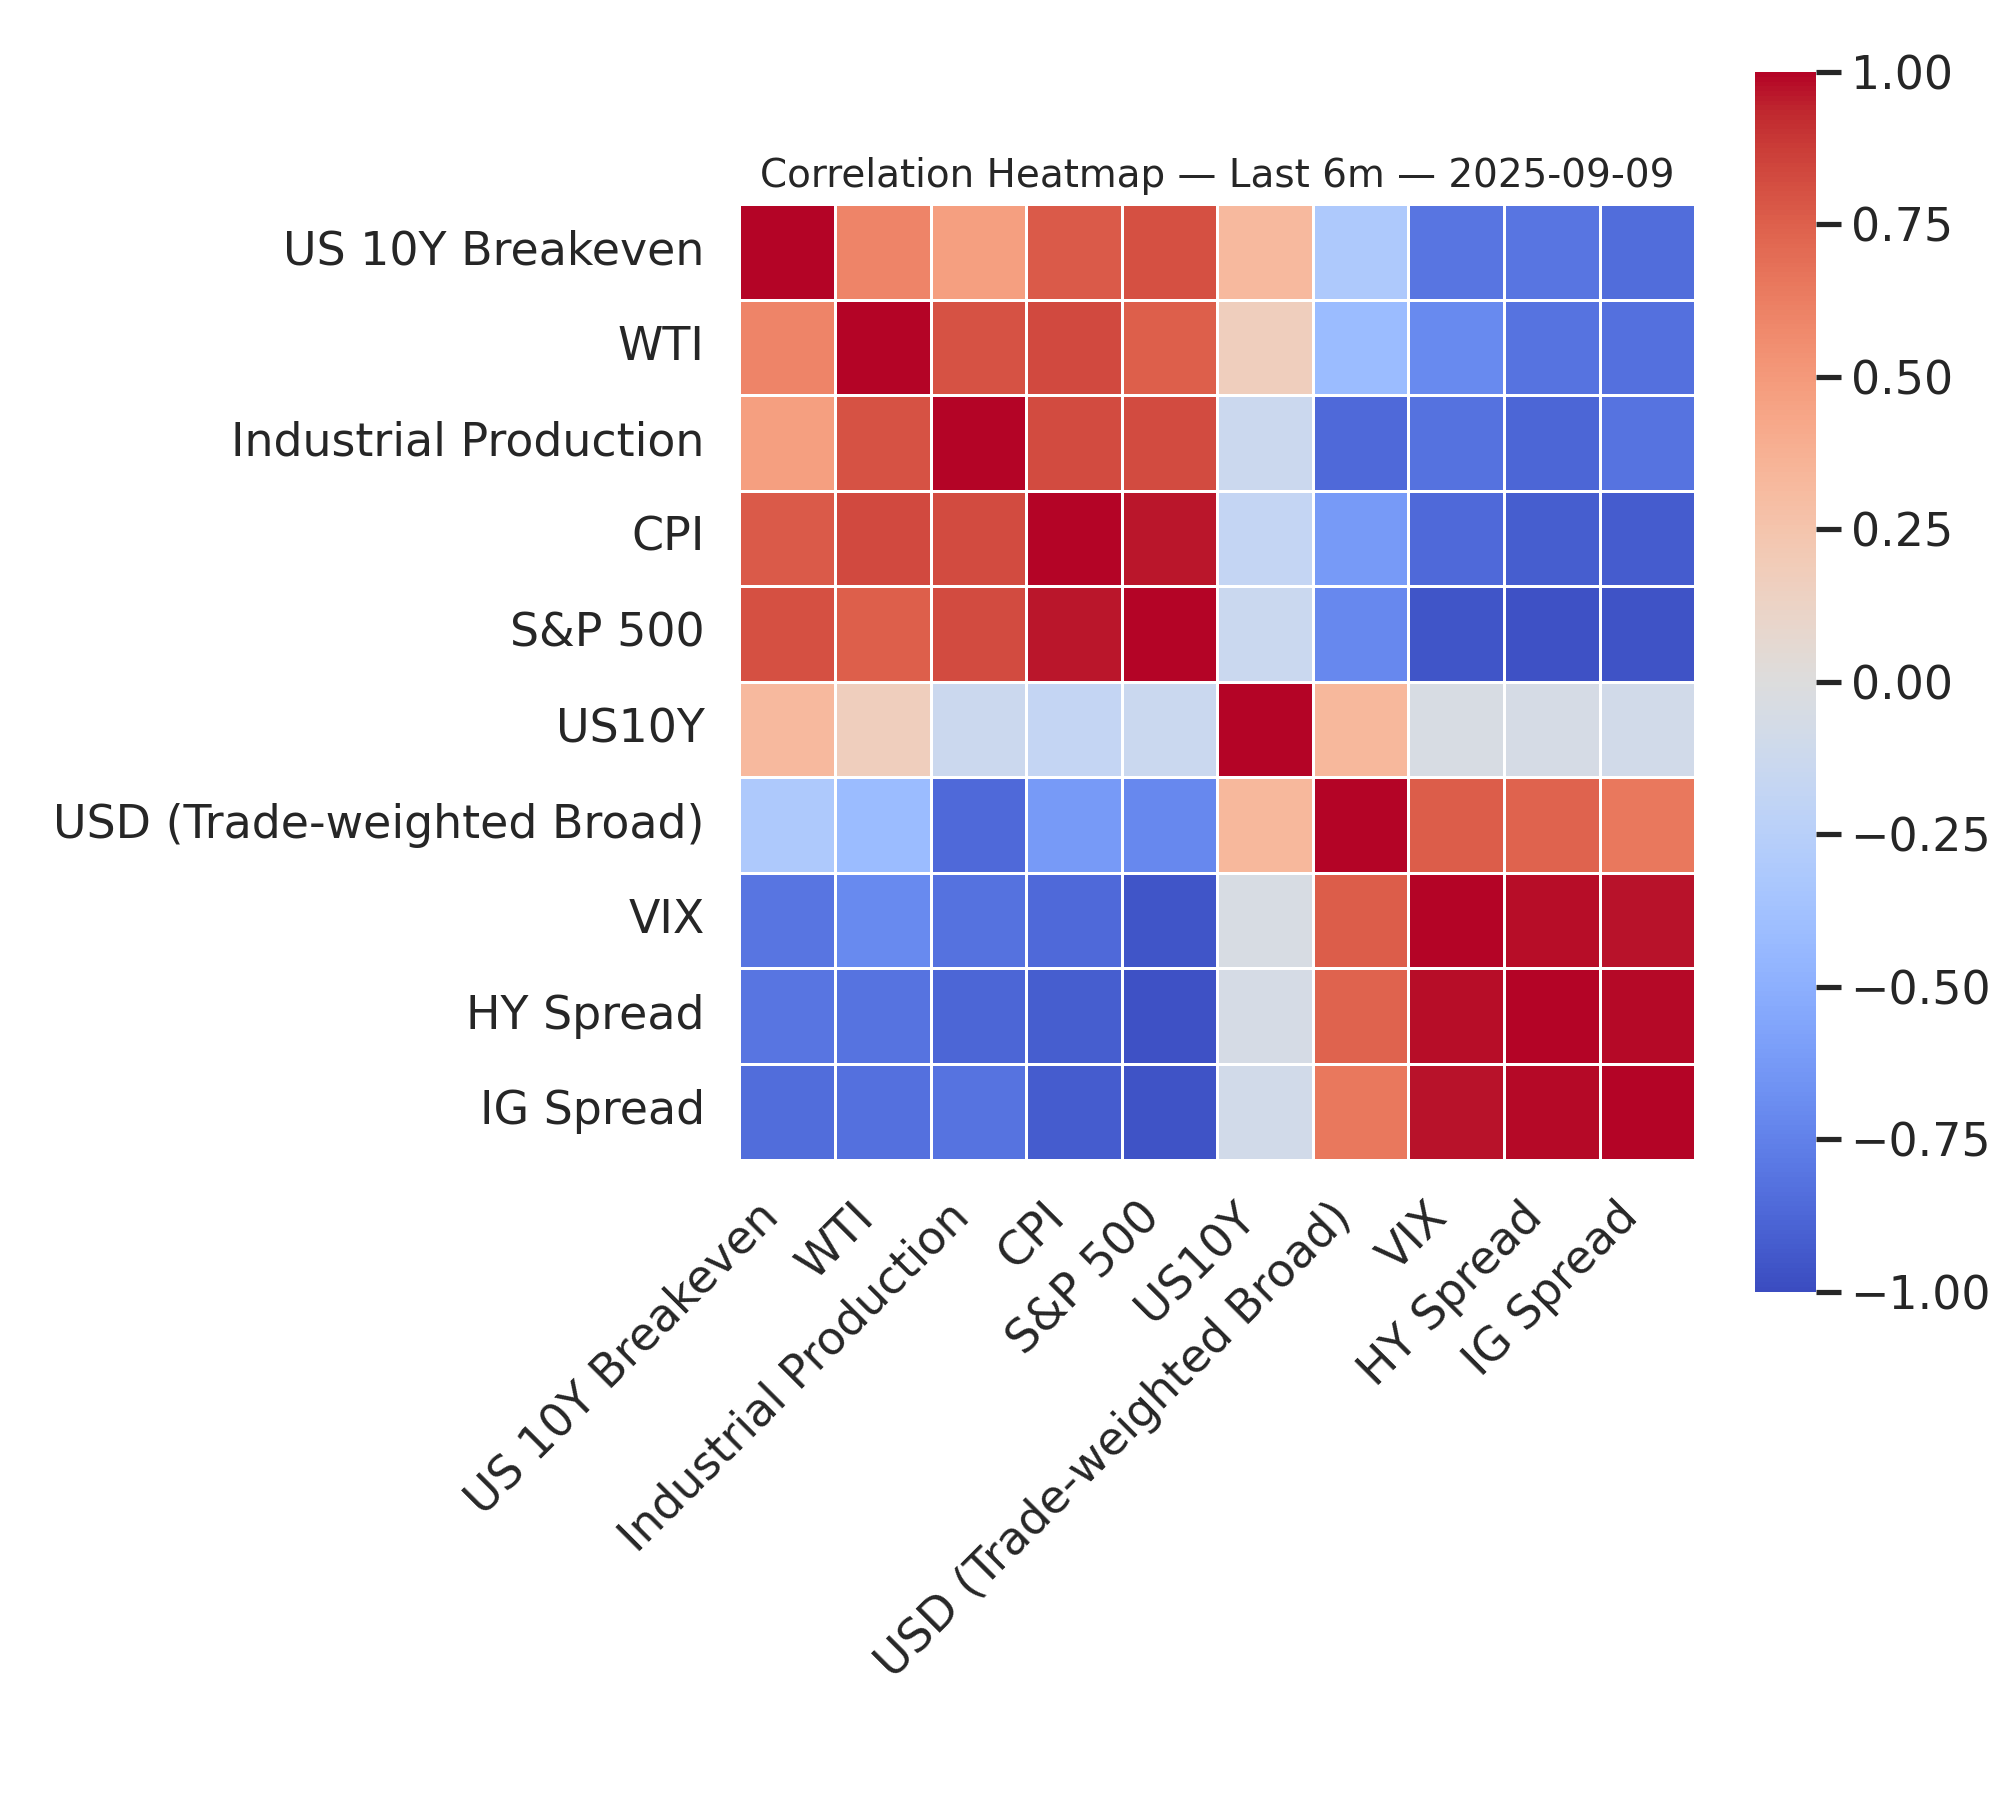 Correlation Heatmap — Last 6m — 2025-09-09
US 10Y Breakeven
WTI
Industrial Production
CPI
S&P 500
US10Y
USD (Trade-weighted Broad)
VIX
HY Spread
IG Spread
US 10Y Breakeven
WTI
Industrial Production
CPI
S&P 500
US10Y
USD (Trade-weighted Broad)
VIX
HY Spread
IG Spread
1.00
0.75
0.50
0.25
0.00
−0.25
−0.50
−0.75
−1.00